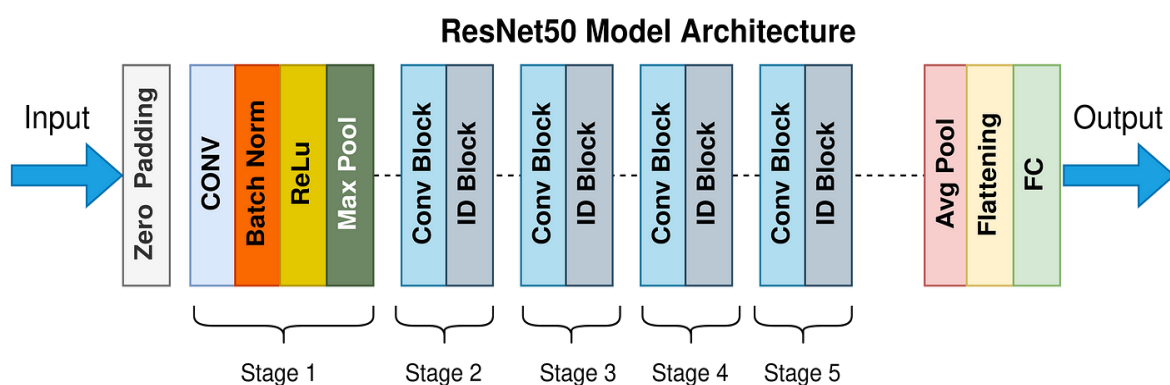 ResNet50 Model Architecture
Input
Zero Padding
CONV
Batch Norm
ReLu
Max Pool
Conv Block
ID Block
Conv Block
ID Block
Conv Block
ID Block
Conv Block
ID Block
Avg Pool
Flattening
FC
Output
Stage 1
Stage 2
Stage 3
Stage 4
Stage 5